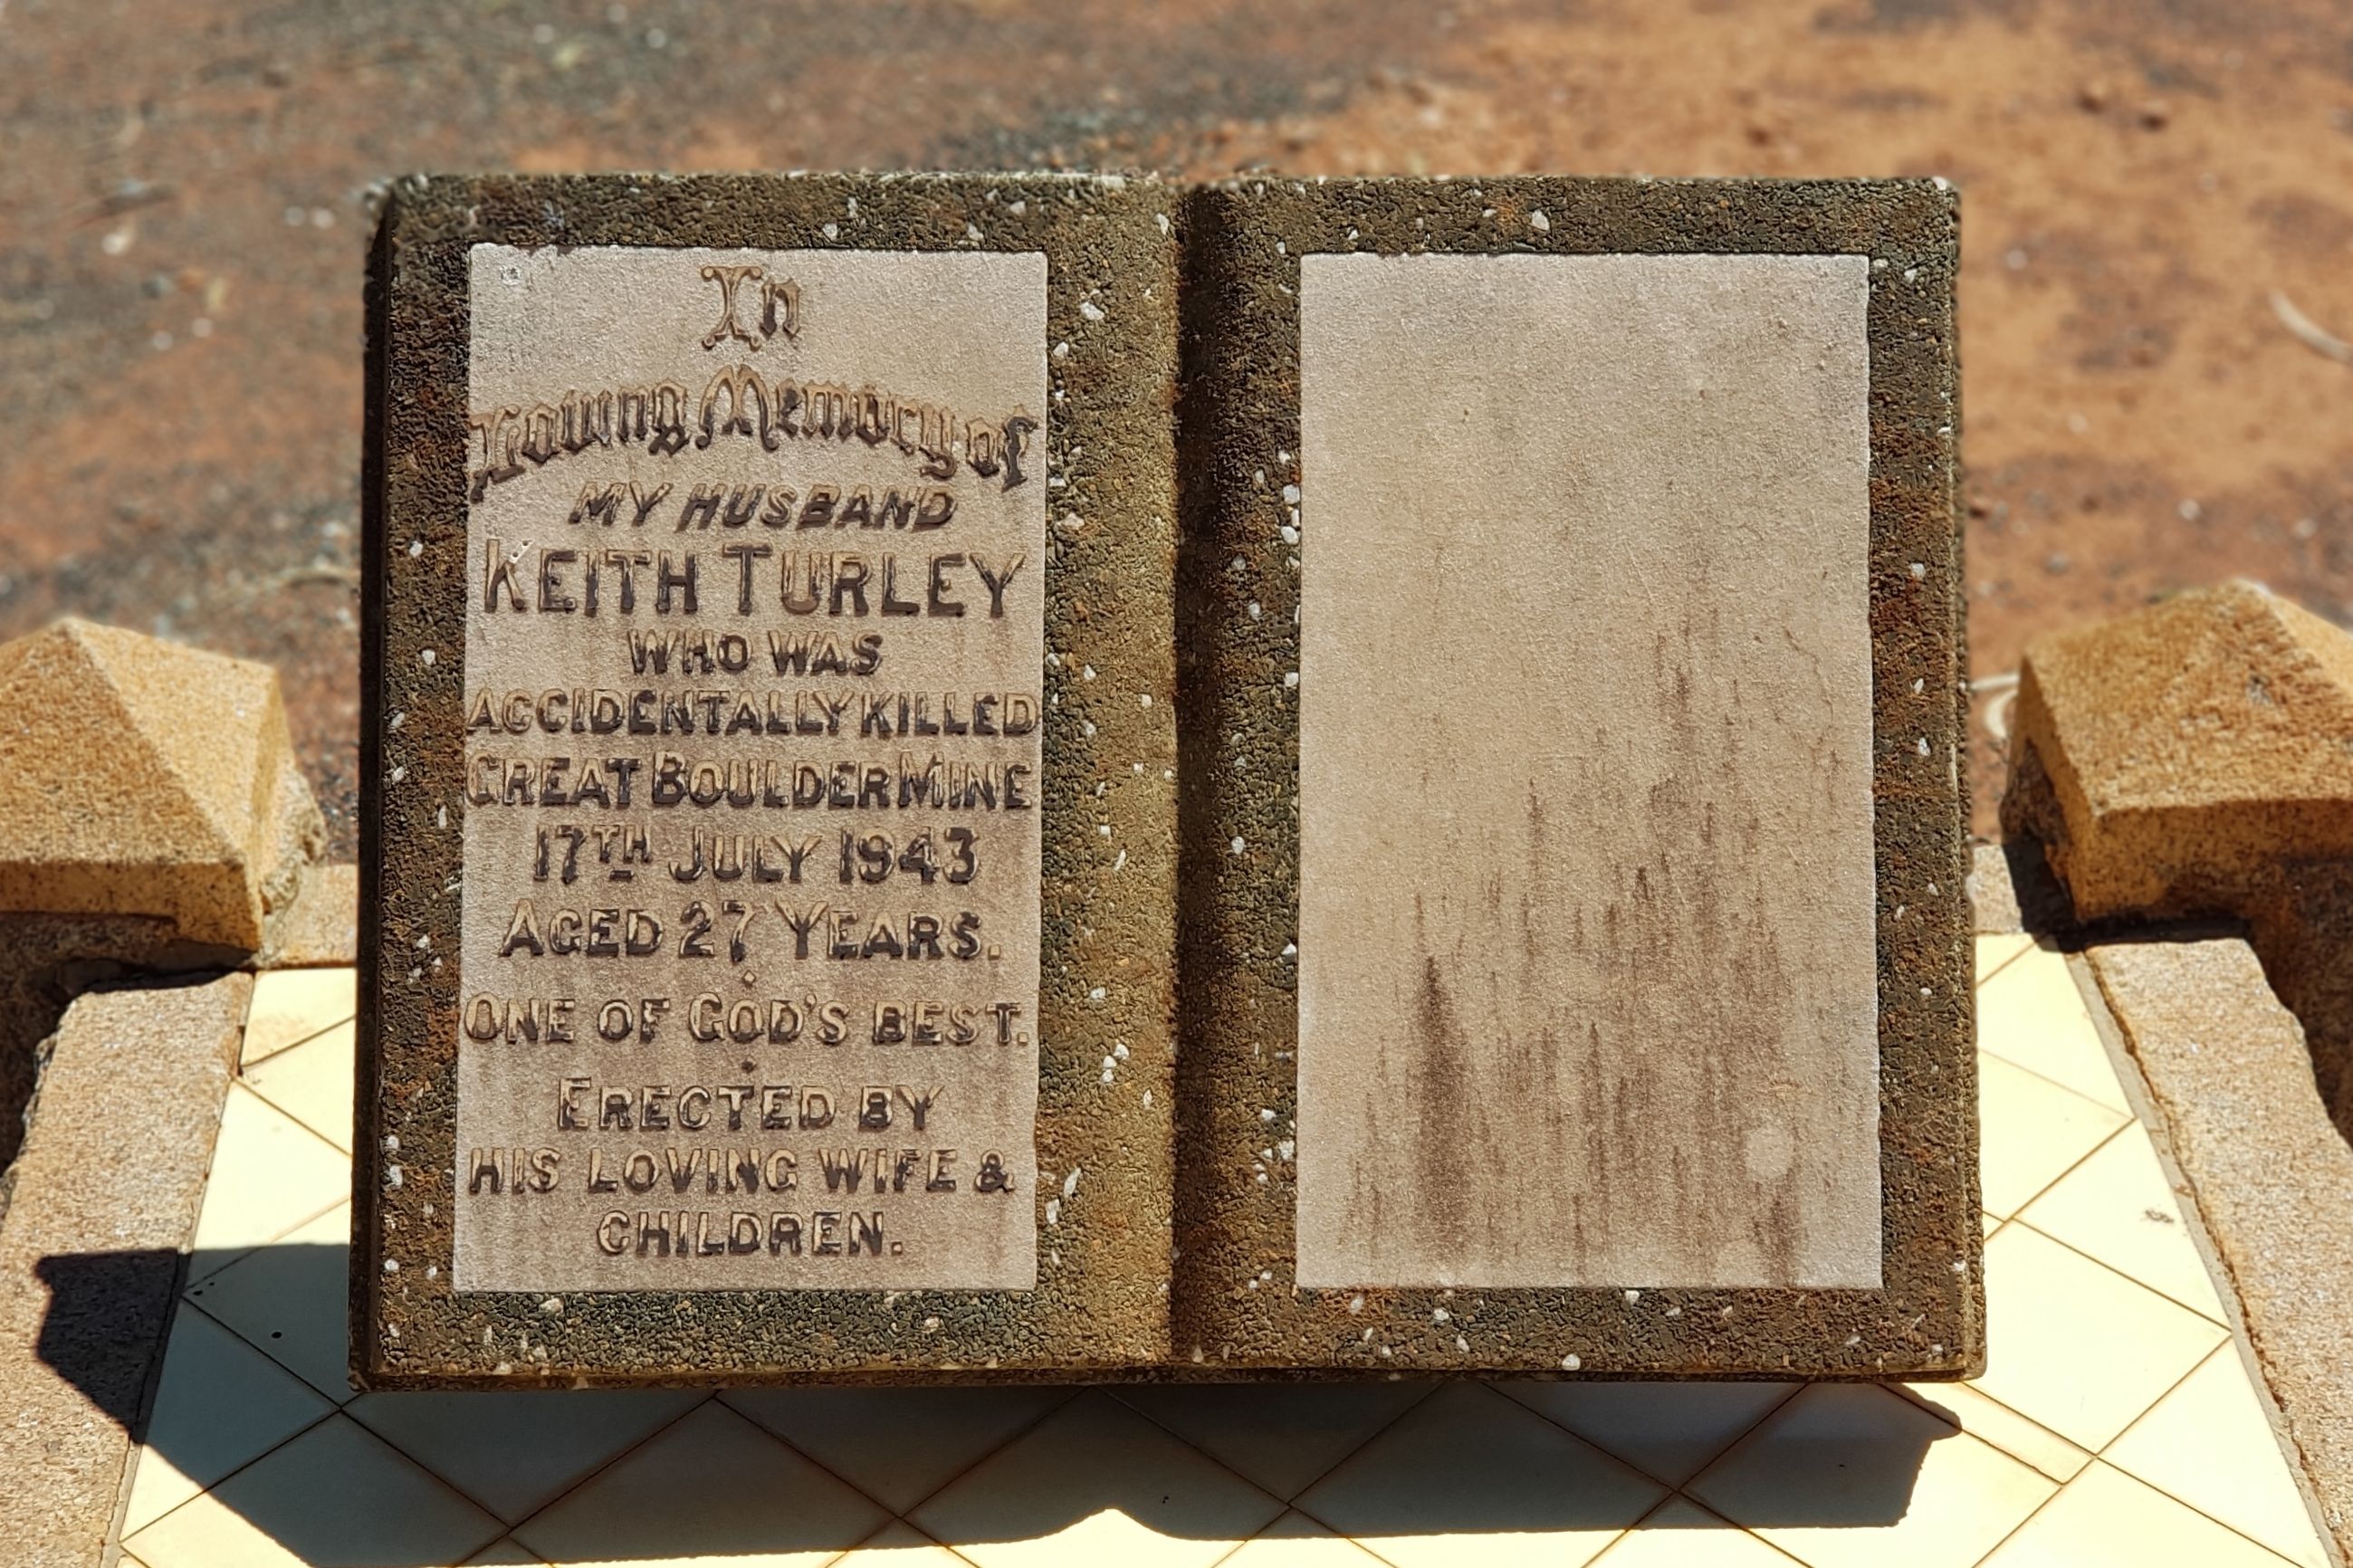 In
Loving Memory of
MY HUSBAND
KEITH TURLEY
WHO WAS
ACCIDENTALLY KILLED
GREAT BOULDER MINE
17TH JULY 1943
AGED 27 YEARS.
ONE OF GOD'S BEST.
ERECTED BY
HIS LOVING WIFE &
CHILDREN.